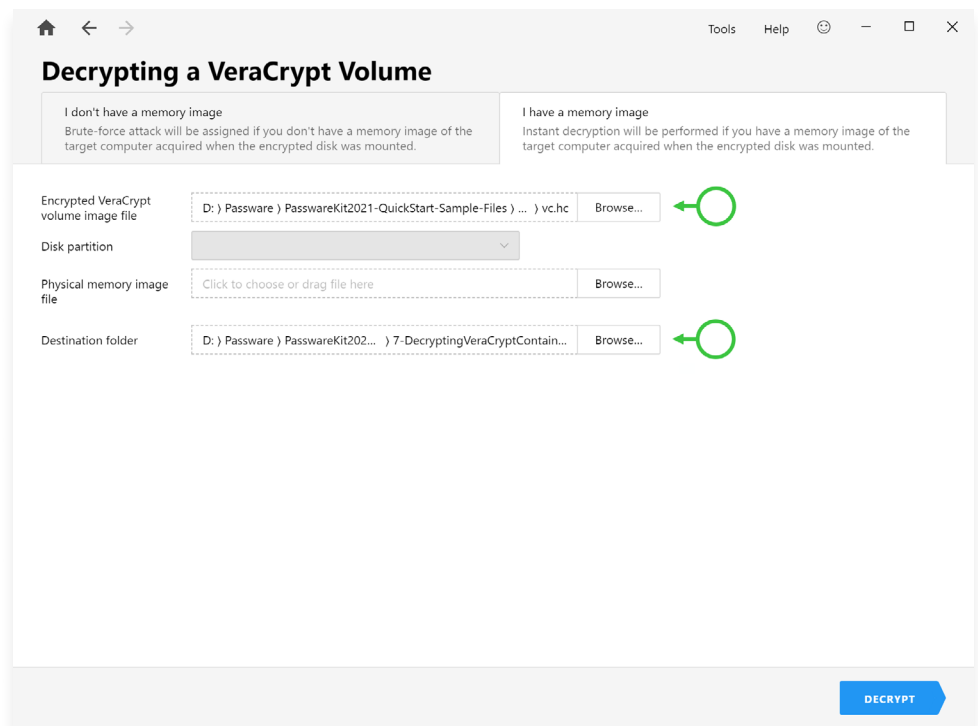 Tools Help
Decrypting a VeraCrypt Volume
I don't have a memory image
Brute-force attack will be assigned if you don't have a memory image of the
target computer acquired when the encrypted disk was mounted.
I have a memory image
Instant decryption will be performed if you have a memory image of the
target computer acquired when the encrypted disk was mounted.
Encrypted VeraCrypt
volume image file
D: ⟩ Passware ⟩ PasswareKit2021-QuickStart-Sample-Files ⟩ ... ⟩ vc.hc
Browse...
Disk partition
Physical memory image
file
Click to choose or drag file here
Browse...
Destination folder
D: ⟩ Passware ⟩ PasswareKit202... ⟩ 7-DecryptingVeraCryptContain...
Browse...
DECRYPT